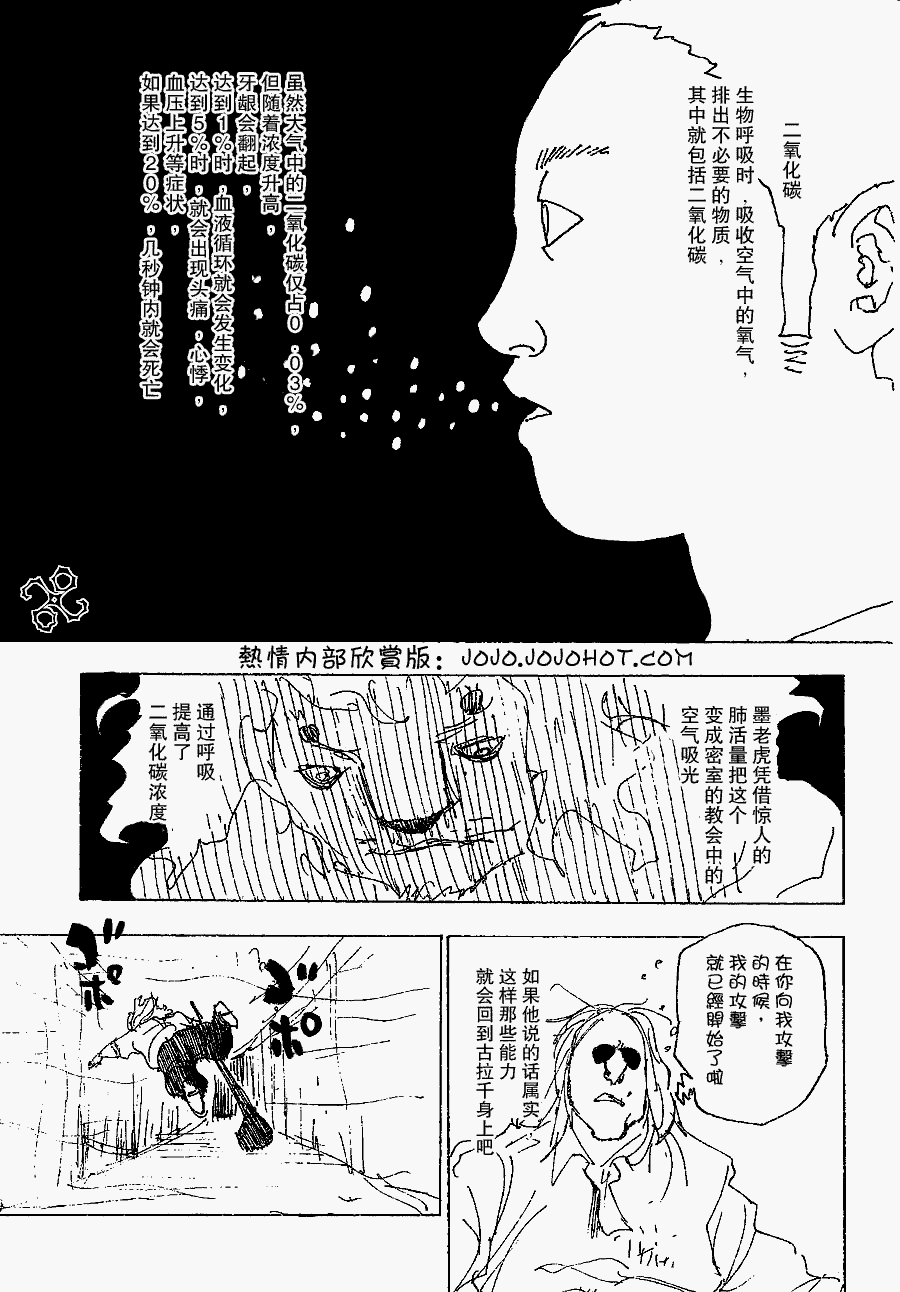 二氧化碳
生物呼吸时，吸收空气中的氧气，
排出不必要的物质，
其中就包括二氧化碳
虽然大气中的二氧化碳仅占0.03%，
但随着浓度升高，
牙龈会翻起，
达到1%时，血液循环就会发生变化，
达到5%时，就会出现头痛，心悸，
血压上升等症状，
如果达到20%，几秒钟内就会死亡
熱情内部欣賞版：JOJO.JOJOHOT.COM
墨老虎凭借惊人的
肺活量把这个
变成密室的教会中的
空气吸光
通过呼吸
提高了
二氧化碳浓度
在你向我攻擊
的時候，
我的攻擊
就已經開始了啦
如果他说的话属实
这样那些能力
就会回到古拉千身上吧
ゴポ
ゴポ